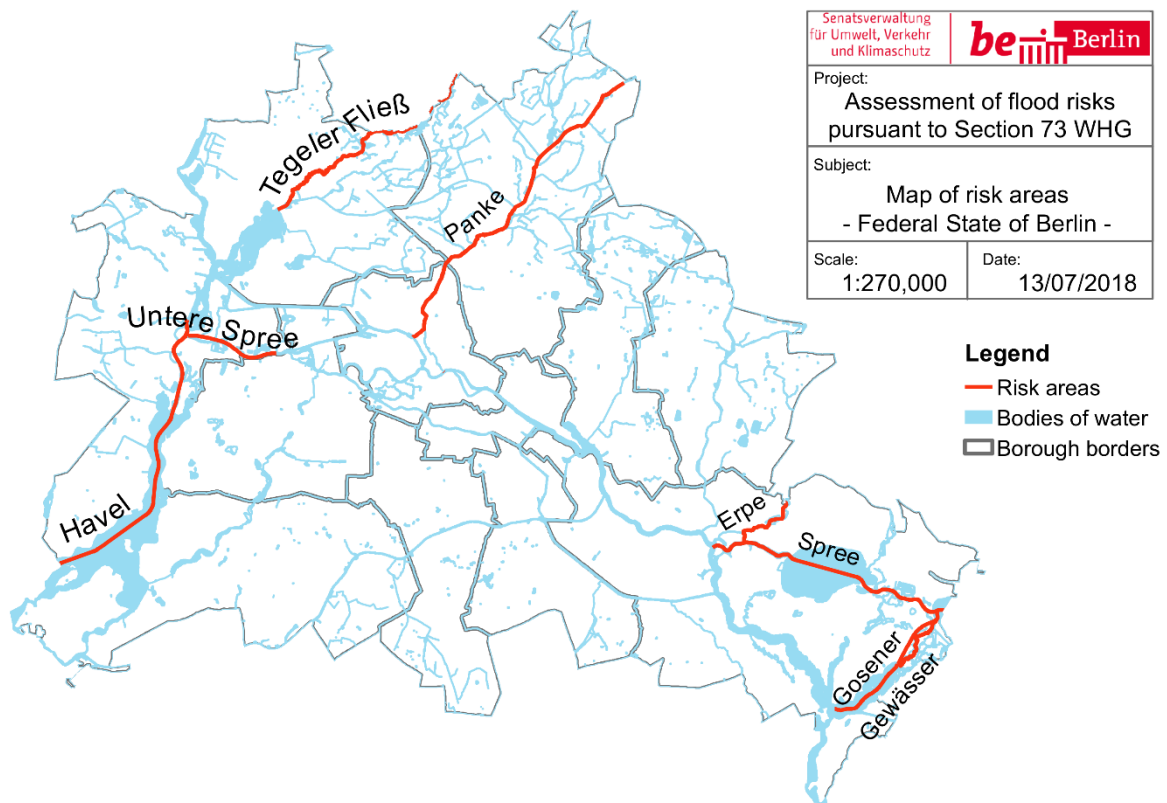 Senatsverwaltung
für Umwelt, Verkehr
und Klimaschutz
be Berlin
Project:
Assessment of flood risks
pursuant to Section 73 WHG
Subject:
Map of risk areas
- Federal State of Berlin -
Scale:
1:270,000
Date:
13/07/2018
Legend
Risk areas
Bodies of water
Borough borders
Tegeler Fließ
Panke
Untere Spree
Havel
Erpe
Spree
Gosener
Gewässer